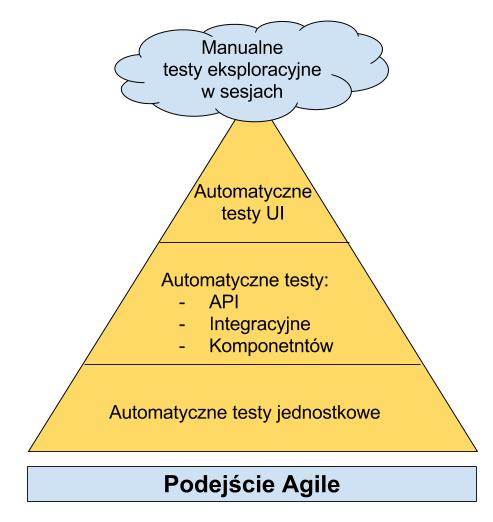 Manualne
testy eksploracyjne
w sesjach
Automatyczne
testy UI
Automatyczne testy:
- API
- Integracyjne
- Komponetntów
Automatyczne testy jednostkowe
Podejście Agile